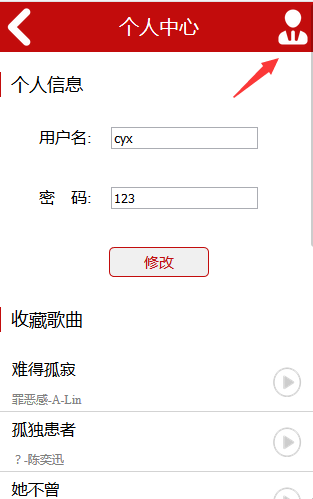 个人中心
个人信息
用户名: cyx
密 码: 123
修改
收藏歌曲
难得孤寂
罪恶感-A-Lin
孤独患者
？-陈奕迅
她不曾